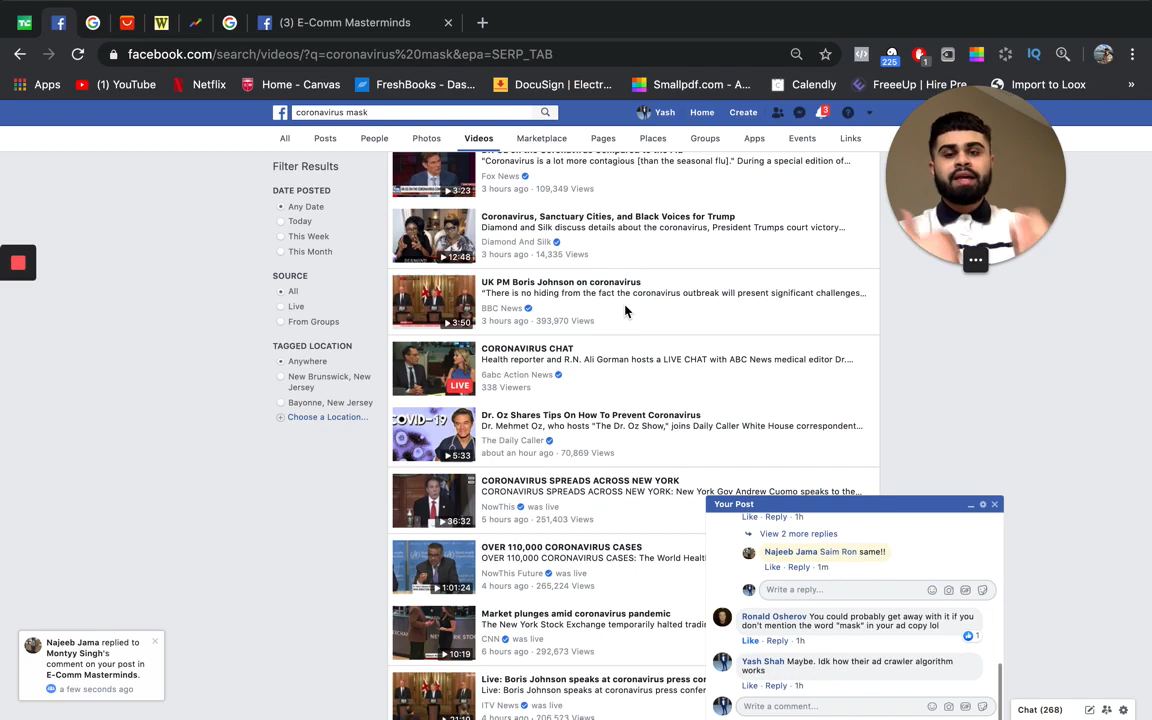 (3) E-Comm Masterminds
facebook.com/search/videos/?q=coronavirus%20mask&epa=SERP_TAB
225
1
IQ
Apps
(1) YouTube
Netflix
Home - Canvas
FreshBooks - Das...
DocuSign | Electr...
Smallpdf.com - A...
Calendly
FreeeUp | Hire Pre...
Import to Loox
»
coronavirus mask
Yash
Home
Create
3
All
Posts
People
Photos
Videos
Marketplace
Pages
Places
Groups
Apps
Events
Links
Filter Results
DATE POSTED
Any Date
Today
This Week
This Month
SOURCE
All
Live
From Groups
TAGGED LOCATION
Anywhere
New Brunswick, New
Jersey
Bayonne, New Jersey
Choose a Location...
3:23
"Coronavirus is a lot more contagious [than the seasonal flu]." During a special edition of...
Fox News
3 hours ago · 109,349 Views
12:48
Coronavirus, Sanctuary Cities, and Black Voices for Trump
Diamond and Silk discuss details about the coronavirus, President Trumps court victory...
Diamond And Silk
3 hours ago · 14,335 Views
3:50
UK PM Boris Johnson on coronavirus
"There is no hiding from the fact the coronavirus outbreak will present significant challenges...
BBC News
3 hours ago · 393,970 Views
LIVE
CORONAVIRUS CHAT
Health reporter and R.N. Ali Gorman hosts a LIVE CHAT with ABC News medical editor Dr....
6abc Action News
338 Viewers
COVID-19
5:33
Dr. Oz Shares Tips On How To Prevent Coronavirus
Dr. Mehmet Oz, who hosts "The Dr. Oz Show," joins Daily Caller White House correspondent...
The Daily Caller
about an hour ago · 70,869 Views
36:32
CORONAVIRUS SPREADS ACROSS NEW YORK
CORONAVIRUS SPREADS ACROSS NEW YORK: New York Gov Andrew Cuomo speaks to the...
NowThis was live
5 hours ago · 251,403 Views
1:01:24
OVER 110,000 CORONAVIRUS CASES
OVER 110,000 CORONAVIRUS CASES: The World Healt
NowThis Future was live
4 hours ago · 265,224 Views
10:19
Market plunges amid coronavirus pandemic
The New York Stock Exchange temporarily halted tradi
CNN was live
6 hours ago · 292,673 Views
Live: Boris Johnson speaks at coronavirus press co
Live: Boris Johnson speaks at coronavirus press confer
ITV News was live
4 hours ago · 206,523 Views
Your Post
Like · Reply · 1h
View 2 more replies
Najeeb Jama Saim Ron same!!
Like · Reply · 1m
Write a reply...
Ronald Osherov You could probably get away with it if you
don't mention the word "mask" in your ad copy lol
1
Like · Reply · 1h
Yash Shah Maybe. Idk how their ad crawler algorithm
works
Like · Reply · 1h
Write a comment...
Najeeb Jama replied to
Montyy Singh's
comment on your post in
E-Comm Masterminds.
a few seconds ago
Chat (268)